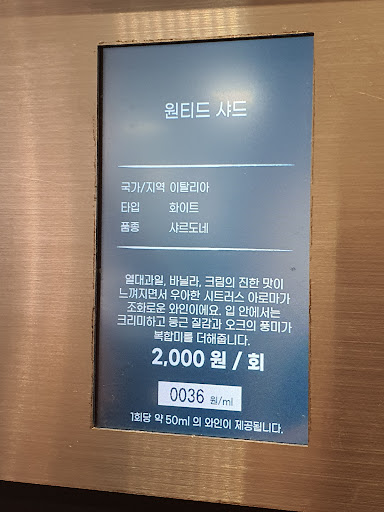 원티드 샤드
국가/지역 이탈리아
타입 화이트
품종 샤르도네
열대과일, 바닐라, 크림의 진한 맛이
느껴지면서 우아한 시트러스 아로마가
조화로운 와인이에요. 입 안에서는
크리미하고 둥근 질감과 오크의 풍미가
복합미를 더해줍니다.
2,000 원 / 회
0036 원/ml
1회당 약 50ml 의 와인이 제공됩니다.